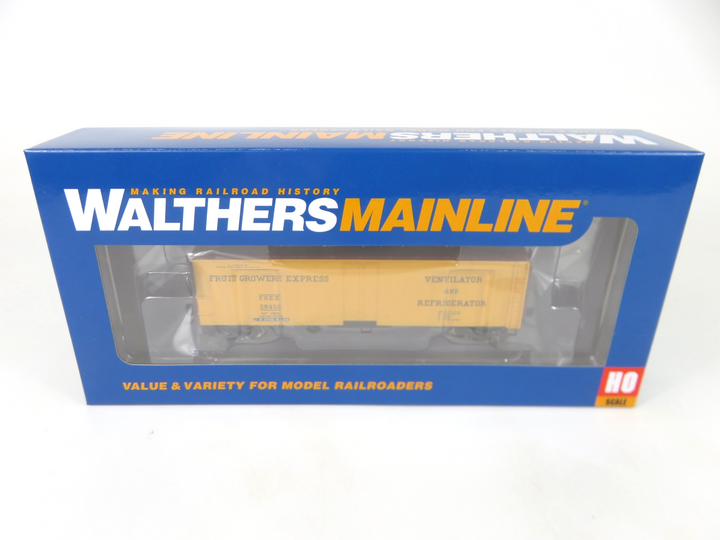 WALTHERS MAINLINE
MAKING RAILROAD HISTORY
WALTHERSMAINLINE®
FRUIT GROWERS EXPRESS
VENTILATOR
AND
REFRIGERATOR
FGEX
VALUE & VARIETY FOR MODEL RAILROADERS
HO
SCALE